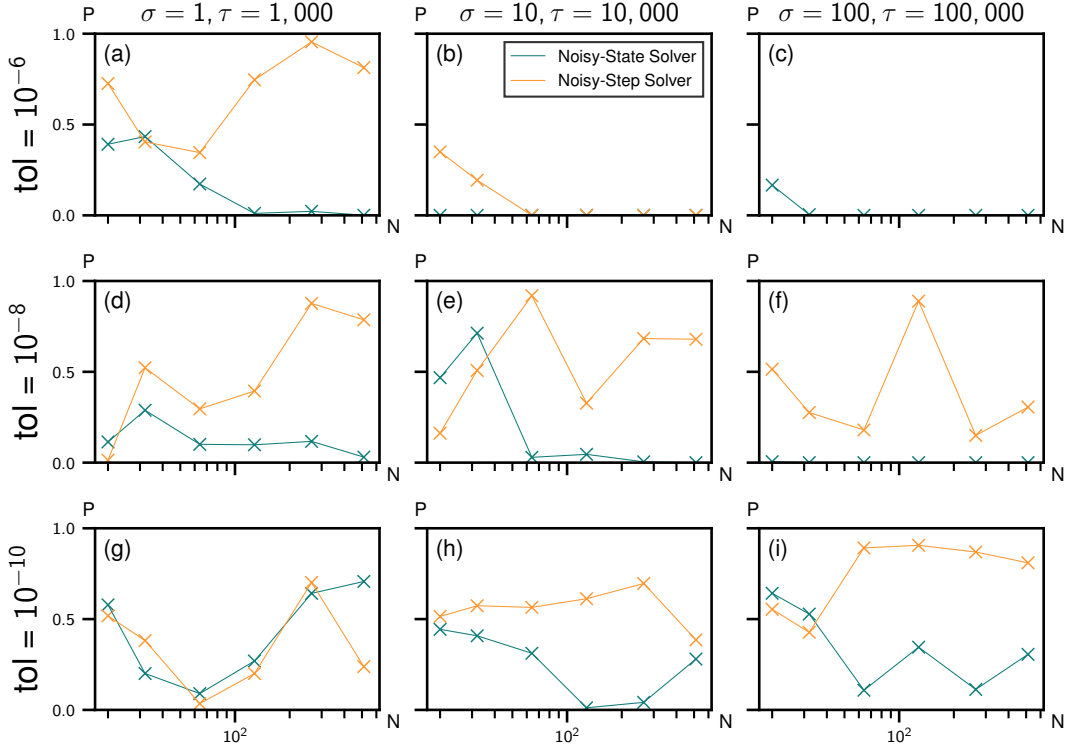 P σ = 1, τ = 1,000 σ = 10, τ = 10,000 σ = 100, τ = 100,000
tol = 10⁻⁶
1.0
0.5
0.0
(a)
(b)
Noisy-State Solver
Noisy-Step Solver
(c)
N
N
N
tol = 10⁻⁸
P
P
P
1.0
0.5
0.0
(d)
(e)
(f)
N
N
N
tol = 10⁻¹⁰
P
P
P
1.0
0.5
0.0
(g)
(h)
(i)
10²
N
10²
N
10²
N